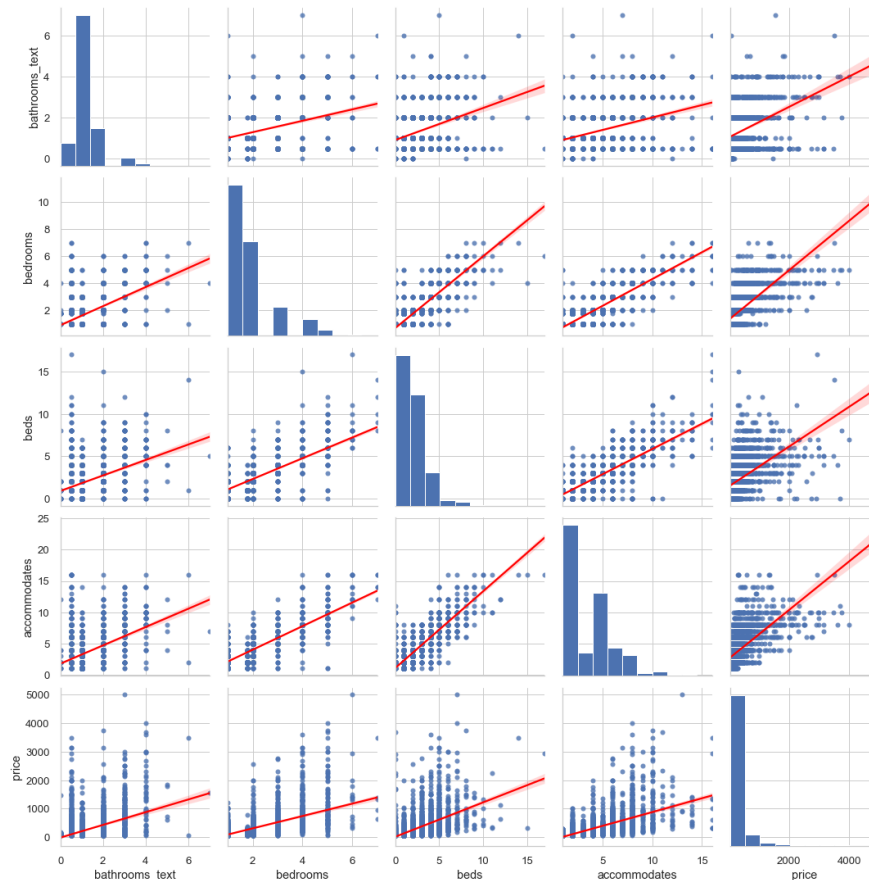 6
4
2
0
bathrooms_text
10
8
6
4
2
bedrooms
15
10
5
0
beds
25
20
15
10
5
0
accommodates
5000
4000
3000
2000
1000
0
price
0 2 4 6
2 4 6
0 5 10 15
5 10 15
2000 4000
bathrooms_text bedrooms beds accommodates price